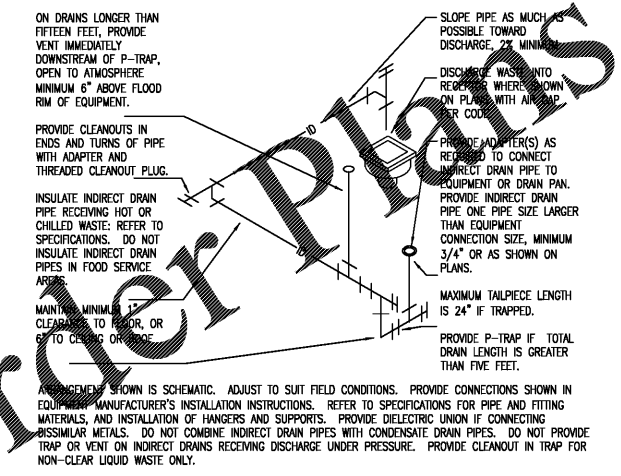 ON DRAINS LONGER THAN
FIFTEEN FEET, PROVIDE
VENT IMMEDIATELY
DOWNSTREAM OF P-TRAP,
OPEN TO ATMOSPHERE
MINIMUM 6" ABOVE FLOOD
RIM OF EQUIPMENT.
PROVIDE CLEANOUTS IN
ENDS AND TURNS OF PIPE
WITH ADAPTER AND
THREADED CLEANOUT PLUG.
INSULATE INDIRECT DRAIN
PIPE RECEIVING HOT OR
CHILLED WASTE: REFER TO
SPECIFICATIONS. DO NOT
INSULATE INDIRECT DRAIN
PIPES IN FOOD SERVICE
AREAS.
MAINTAIN MINIMUM 1"
CLEARANCE TO FLOOR, OR
6" TO CEILING OR ROOF.
SLOPE PIPE AS MUCH AS
POSSIBLE TOWARD
DISCHARGE, 2% MINIMUM.
DISCHARGE WASTE INTO
RECEPTOR WHERE SHOWN
ON PLANS WITH AIR GAP
PER CODE.
PROVIDE ADAPTER(S) AS
REQUIRED TO CONNECT
INDIRECT DRAIN PIPE TO
EQUIPMENT OR DRAIN PAN.
PROVIDE INDIRECT DRAIN
PIPE ONE PIPE SIZE LARGER
THAN EQUIPMENT
CONNECTION SIZE, MINIMUM
3/4" OR AS SHOWN ON
PLANS.
MAXIMUM TAILPIECE LENGTH
IS 24" IF TRAPPED.
PROVIDE P-TRAP IF TOTAL
DRAIN LENGTH IS GREATER
THAN FIVE FEET.
ID
ID
ARRANGEMENT SHOWN IS SCHEMATIC. ADJUST TO SUIT FIELD CONDITIONS. PROVIDE CONNECTIONS SHOWN IN
EQUIPMENT MANUFACTURER'S INSTALLATION INSTRUCTIONS. REFER TO SPECIFICATIONS FOR PIPE AND FITTING
MATERIALS, AND INSTALLATION OF HANGERS AND SUPPORTS. PROVIDE DIELECTRIC UNION IF CONNECTING
DISSIMILAR METALS. DO NOT COMBINE INDIRECT DRAIN PIPES WITH CONDENSATE DRAIN PIPES. DO NOT PROVIDE
TRAP OR VENT ON INDIRECT DRAINS RECEIVING DISCHARGE UNDER PRESSURE. PROVIDE CLEANOUT IN TRAP FOR
NON-CLEAR LIQUID WASTE ONLY.
rder Plans